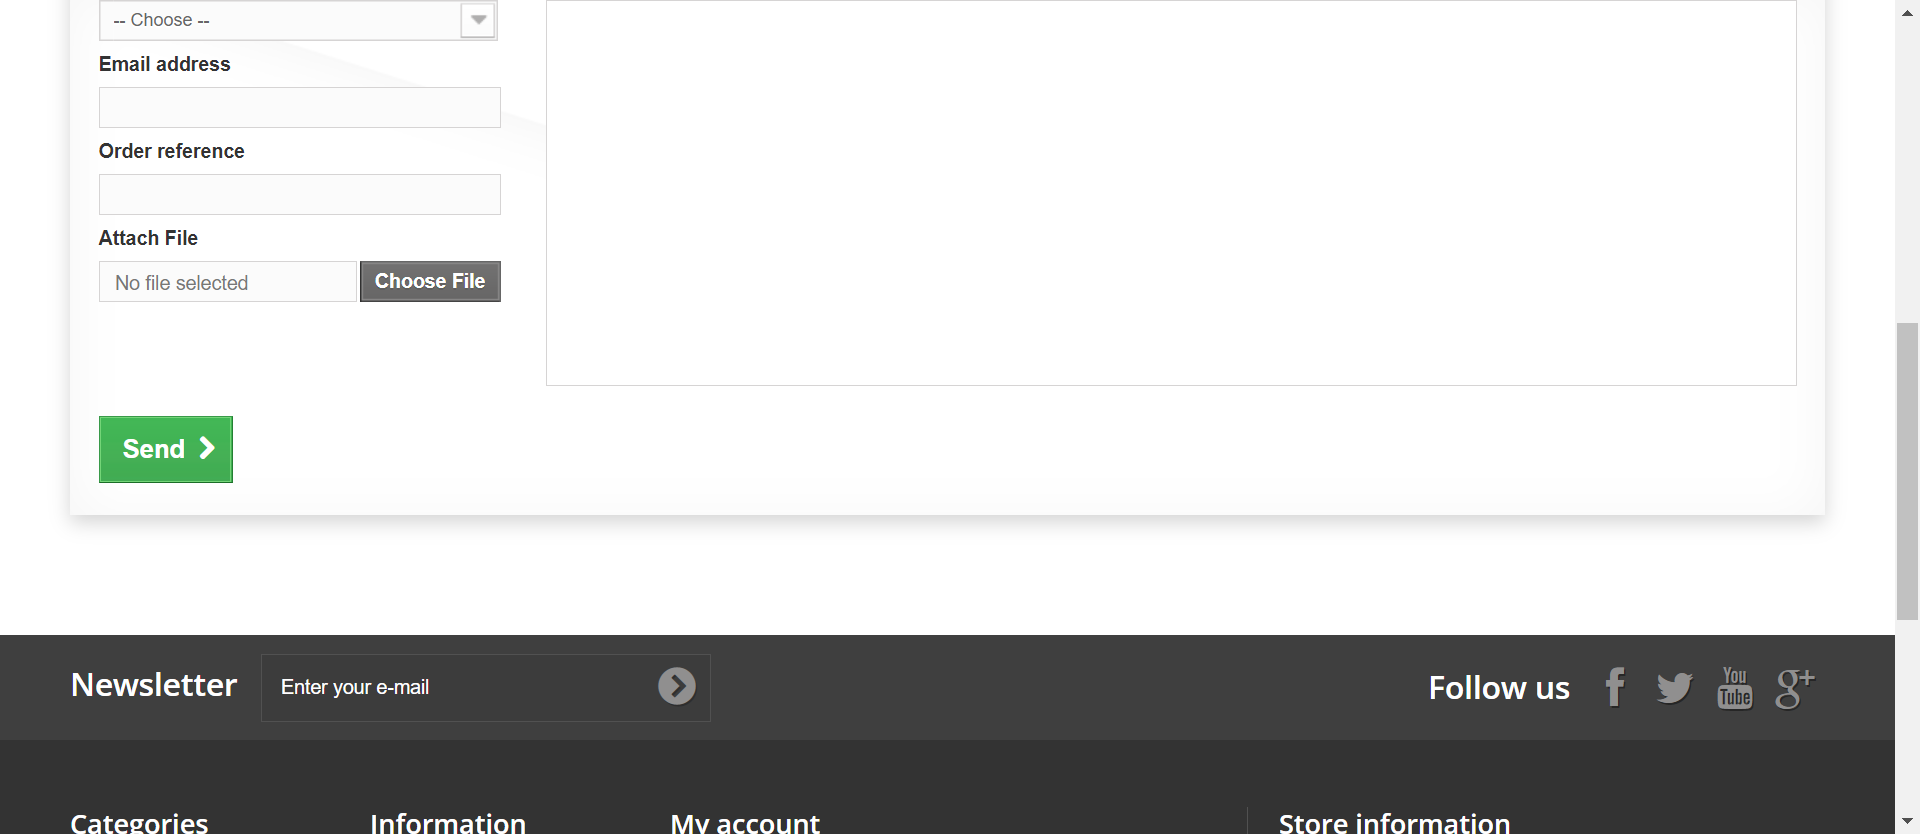 -- Choose --
Email address
Order reference
Attach File
No file selected
Choose File
Send
Newsletter
Enter your e-mail
Follow us
You
Tube
g+
Categories
Information
My account
Store information